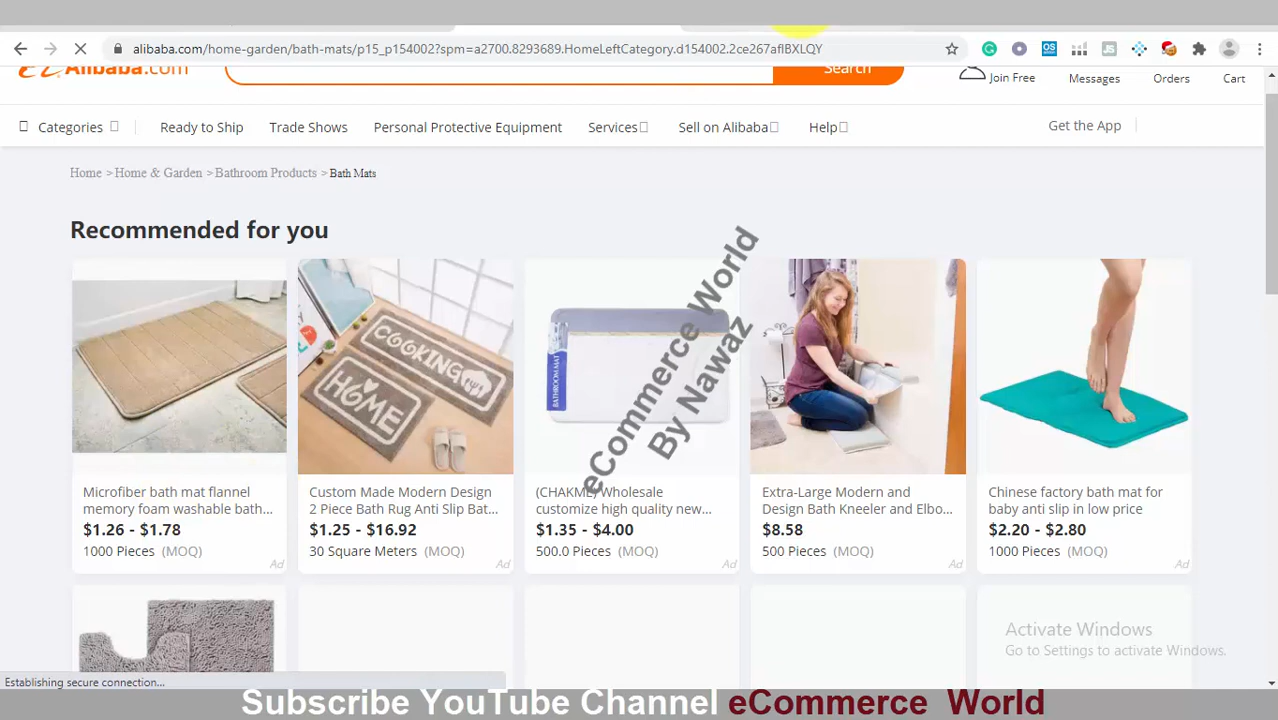 alibaba.com/home-garden/bath-mats/p15_p154002?spm=a2700.8293689.HomeLeftCategory.d154002.2ce267aflBXLQY
Alibaba.com
Search
Join Free
Messages
Orders
Cart
Categories
Ready to Ship
Trade Shows
Personal Protective Equipment
Services
Sell on Alibaba
Help
Get the App
Home > Home & Garden > Bathroom Products > Bath Mats
Recommended for you
COOKING
HOME
BATHROOM MAT
eCommerce World
By Nawaz
Microfiber bath mat flannel
memory foam washable bath...
$1.26 - $1.78
1000 Pieces (MOQ)
Ad
Custom Made Modern Design
2 Piece Bath Rug Anti Slip Bat...
$1.25 - $16.92
30 Square Meters (MOQ)
Ad
(CHAKME) Wholesale
customize high quality new...
$1.35 - $4.00
500.0 Pieces (MOQ)
Ad
Extra-Large Modern and
Design Bath Kneeler and Elbo...
$8.58
500 Pieces (MOQ)
Ad
Chinese factory bath mat for
baby anti slip in low price
$2.20 - $2.80
1000 Pieces (MOQ)
Ad
Activate Windows
Go to Settings to activate Windows.
Establishing secure connection...
Subscribe YouTube Channel eCommerce World